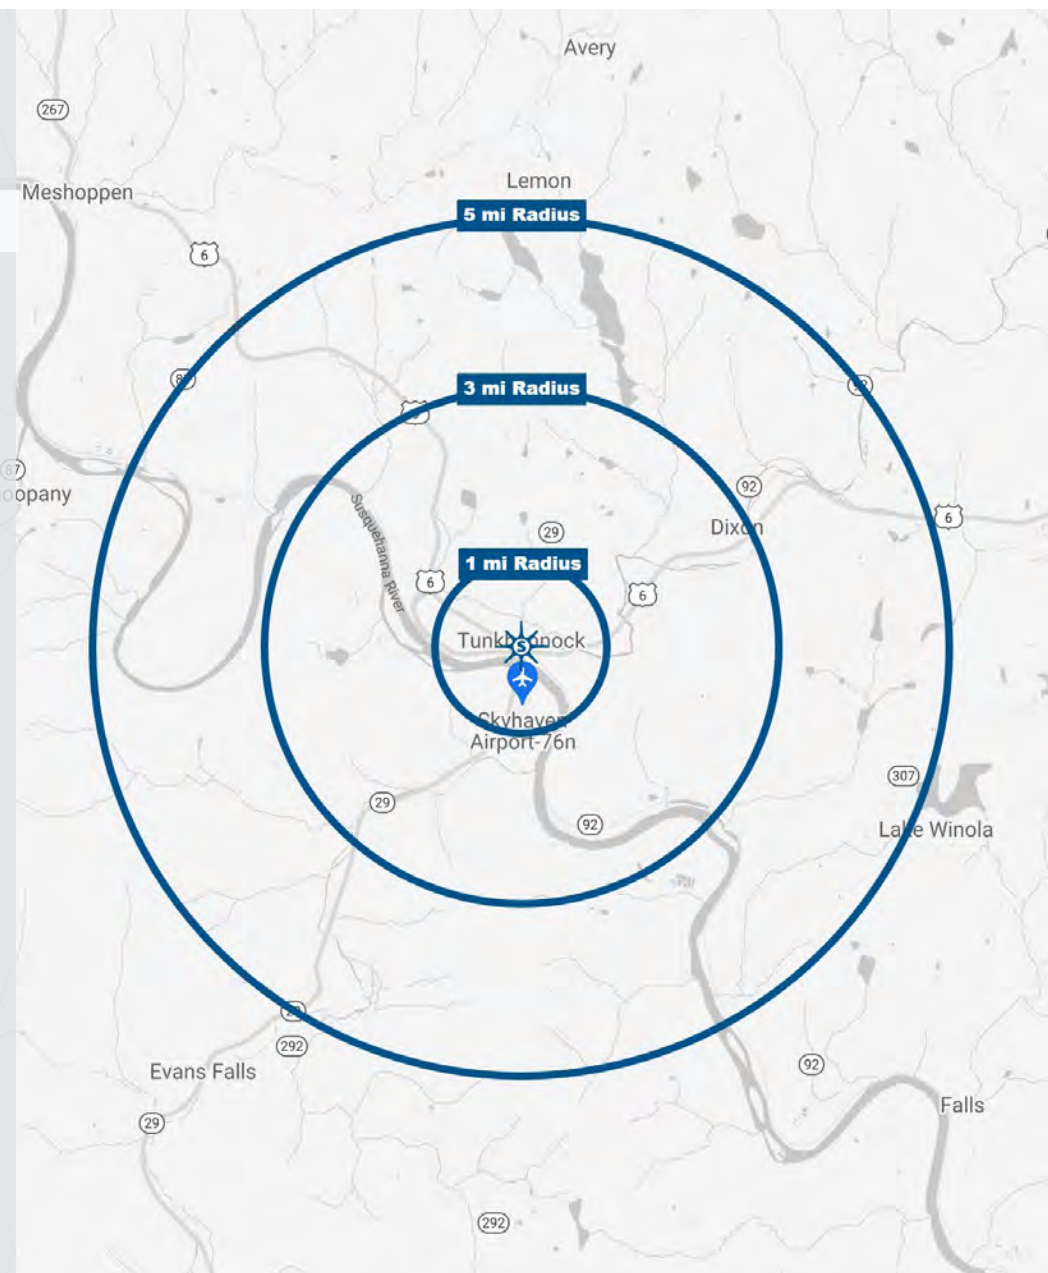 Avery
267
Lemon
Meshoppen
5 mi Radius
6
3 mi Radius
87
oopany
92
6
Susquehanna River
Dixon
29
1 mi Radius
6
6
Tunkhannock
S
Skyhaven
Airport-76n
307
29
92
Lake Winola
292
92
Evans Falls
Falls
29
292